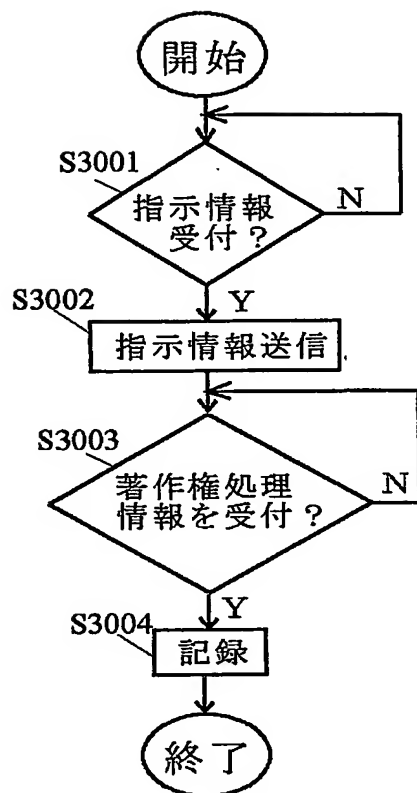 開始
S3001
指示情報
受付？
N
Y
S3002
指示情報送信
S3003
著作権処理
情報を受付？
N
Y
S3004
記録
終了